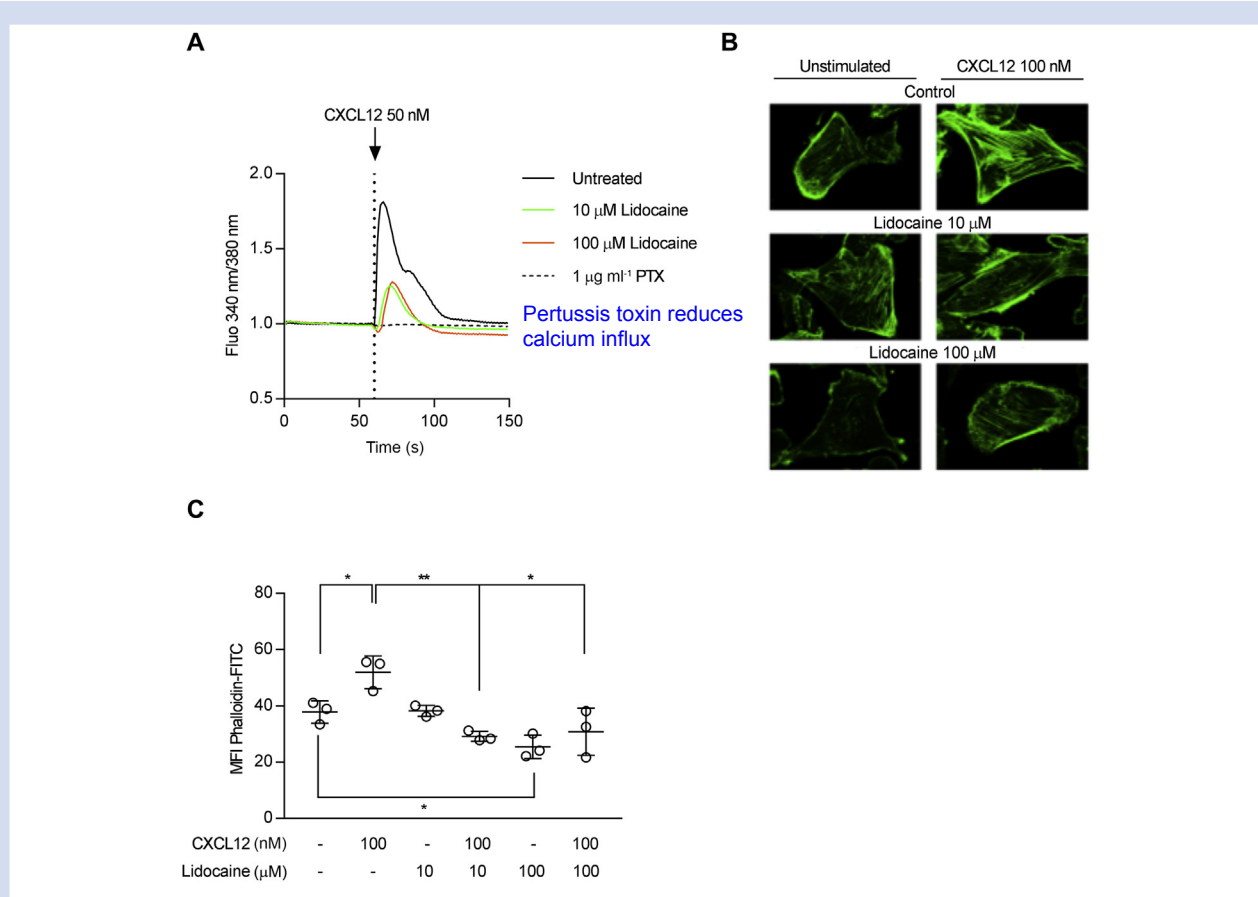 A
CXCL12 50 nM
2.0
1.5
1.0
0.5
Fluo 340 nm/380 nm
0 50 100 150
Time (s)
Untreated
10 μM Lidocaine
100 μM Lidocaine
1 μg ml⁻¹ PTX
Pertussis toxin reduces
calcium influx
B
Unstimulated CXCL12 100 nM
Control
Lidocaine 10 μM
Lidocaine 100 μM
C
* ** *
80
60
40
20
0
MFI Phalloidin-FITC
*
CXCL12 (nM) - 100 - 100 - 100
Lidocaine (μM) - - 10 10 100 100